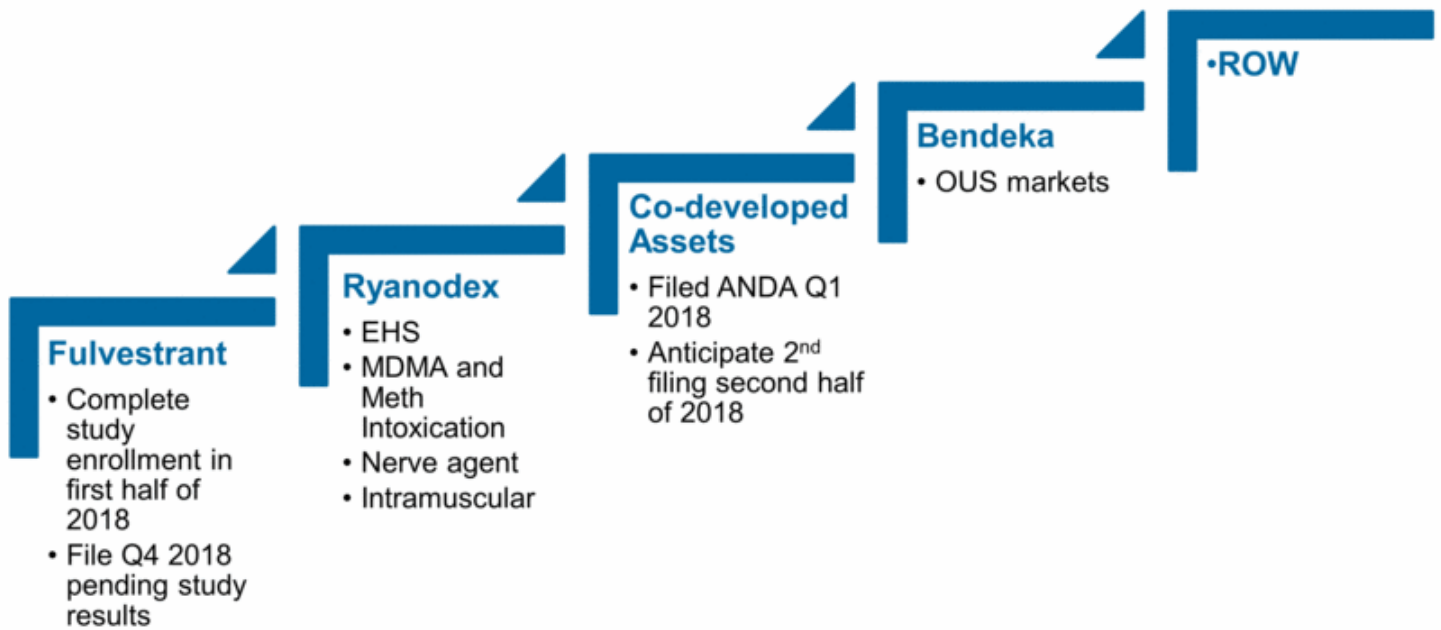 Fulvestrant
• Complete
study
enrollment in
first half of
2018
• File Q4 2018
pending study
results
Ryanodex
• EHS
• MDMA and
Meth
Intoxication
• Nerve agent
• Intramuscular
Co-developed
Assets
• Filed ANDA Q1
2018
• Anticipate 2nd
filing second half
of 2018
Bendeka
• OUS markets
•ROW